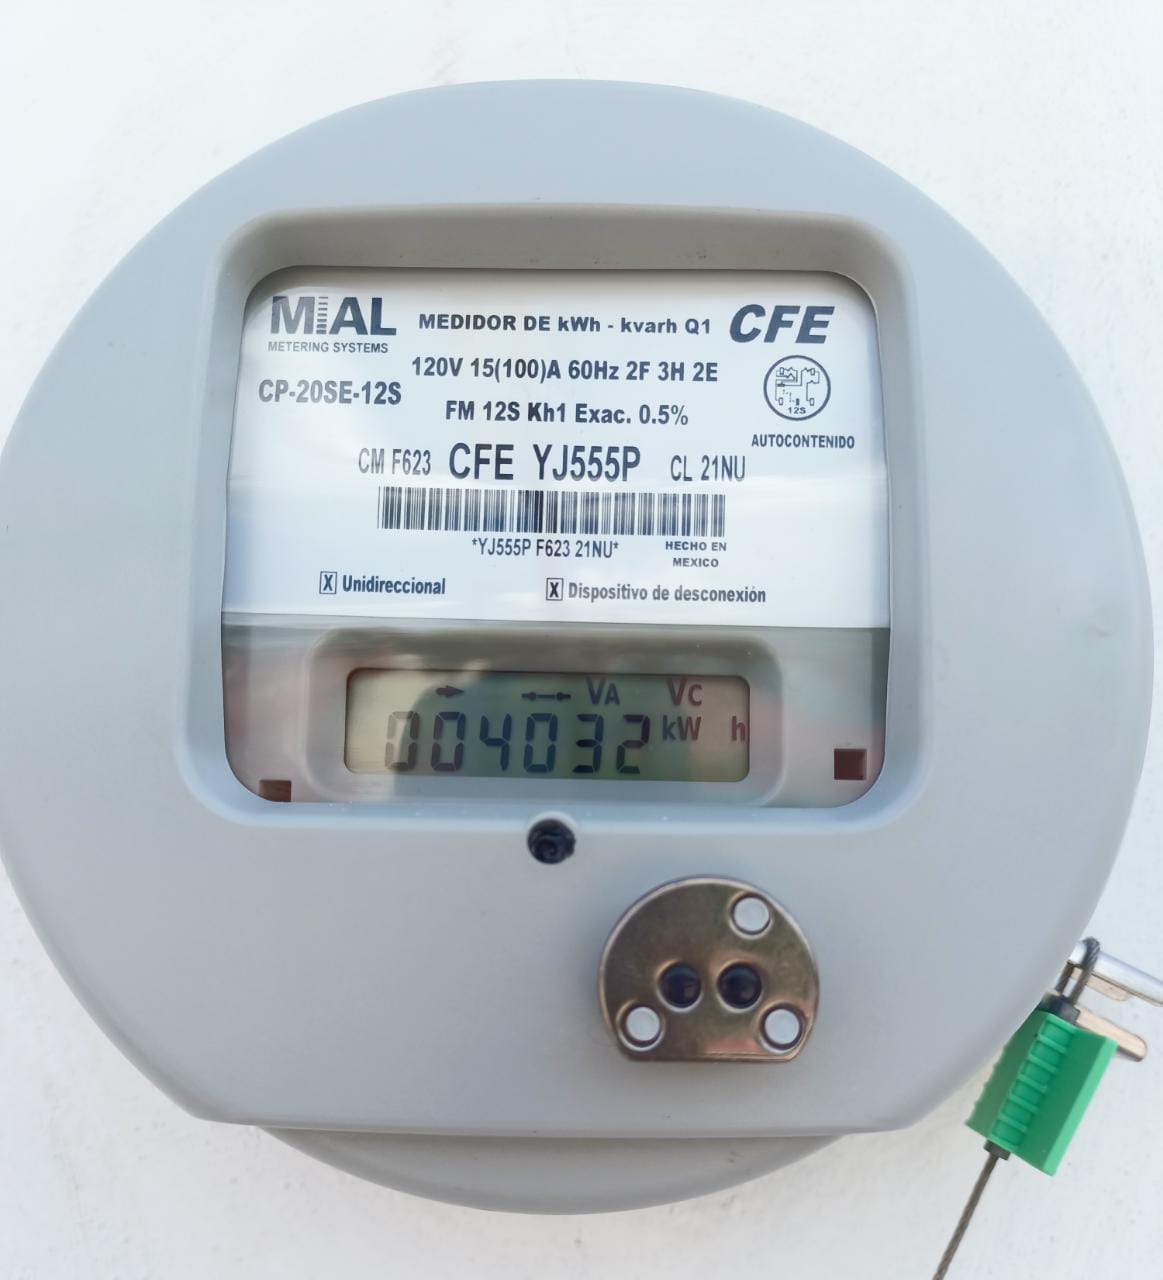 MIAL
METERING SYSTEMS
MEDIDOR DE kWh - kvarh Q1
CFE
120V 15(100)A 60Hz 2F 3H 2E
CP-20SE-12S
FM 12S Kh1 Exac. 0.5%
12S
AUTOCONTENIDO
CM F623 CFE YJ555P CL 21NU
*YJ555P F623 21NU*
HECHO EN
MEXICO
X Unidireccional
X Dispositivo de desconexión
VA VC
004032 kW h